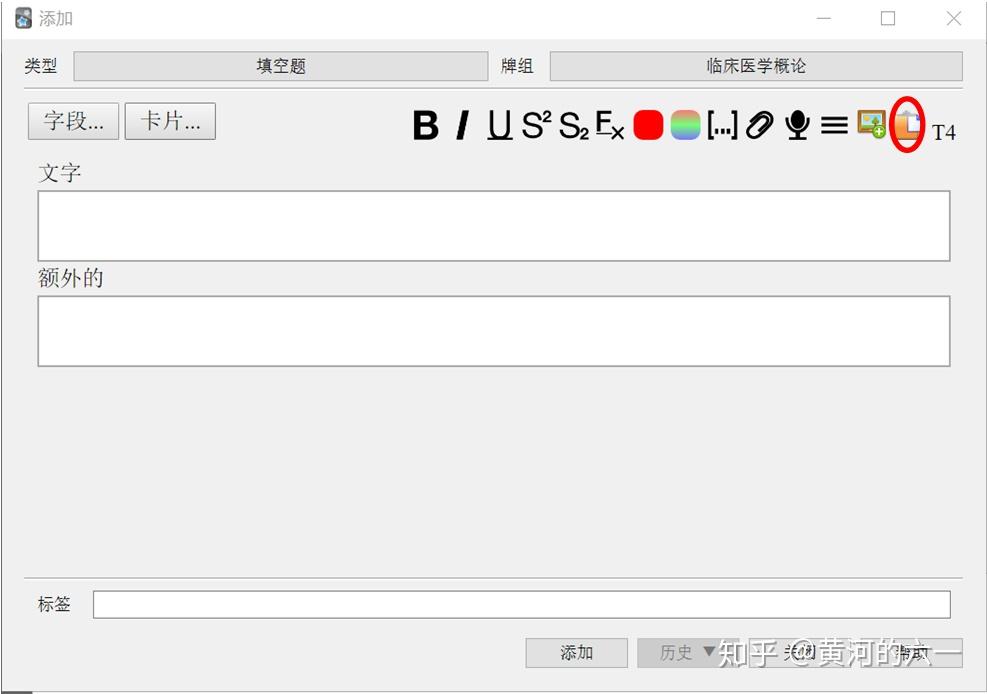 添加
类型 填空题 牌组 临床医学概论
字段... 卡片... B I U S² S₂ Ex [...] T4
文字
额外的
标签
添加 历史 ▼ 关闭 帮助
知乎 @黄河的六一